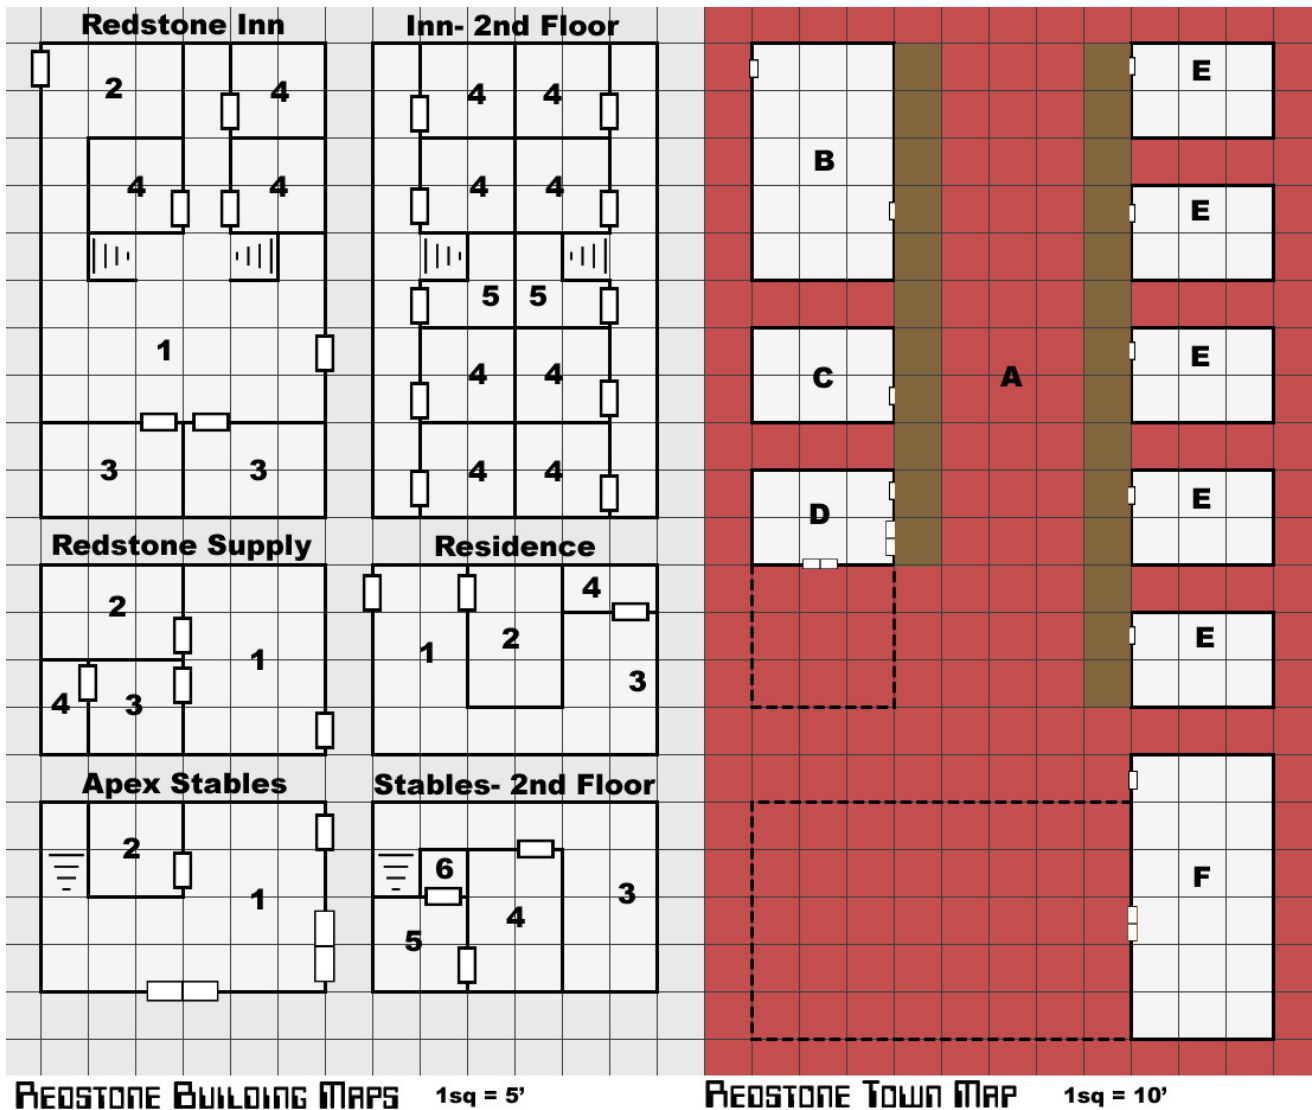 Redstone Inn
2
4
4
4
1
3
3
Inn- 2nd Floor
4
4
4
4
5
5
4
4
4
4
Redstone Supply
2
1
4
3
Residence
4
1
2
3
Apex Stables
2
1
Stables- 2nd Floor
6
3
4
5
REDSTONE BUILDING MAPS 1sq = 5'
E
B
E
E
C
A
D
E
E
F
REDSTONE TOWN MAP 1sq = 10'